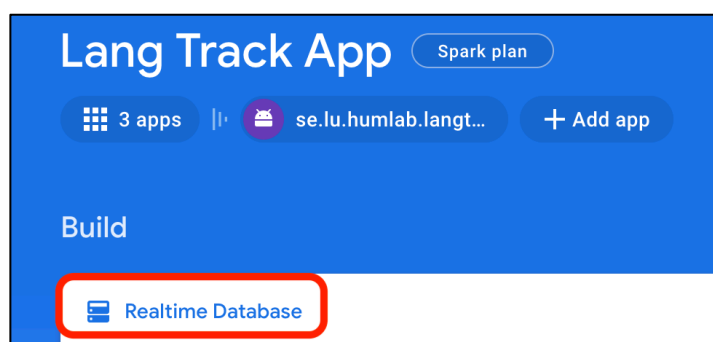 Lang Track App Spark plan
3 apps se.lu.humlab.langt... + Add app
Build
Realtime Database